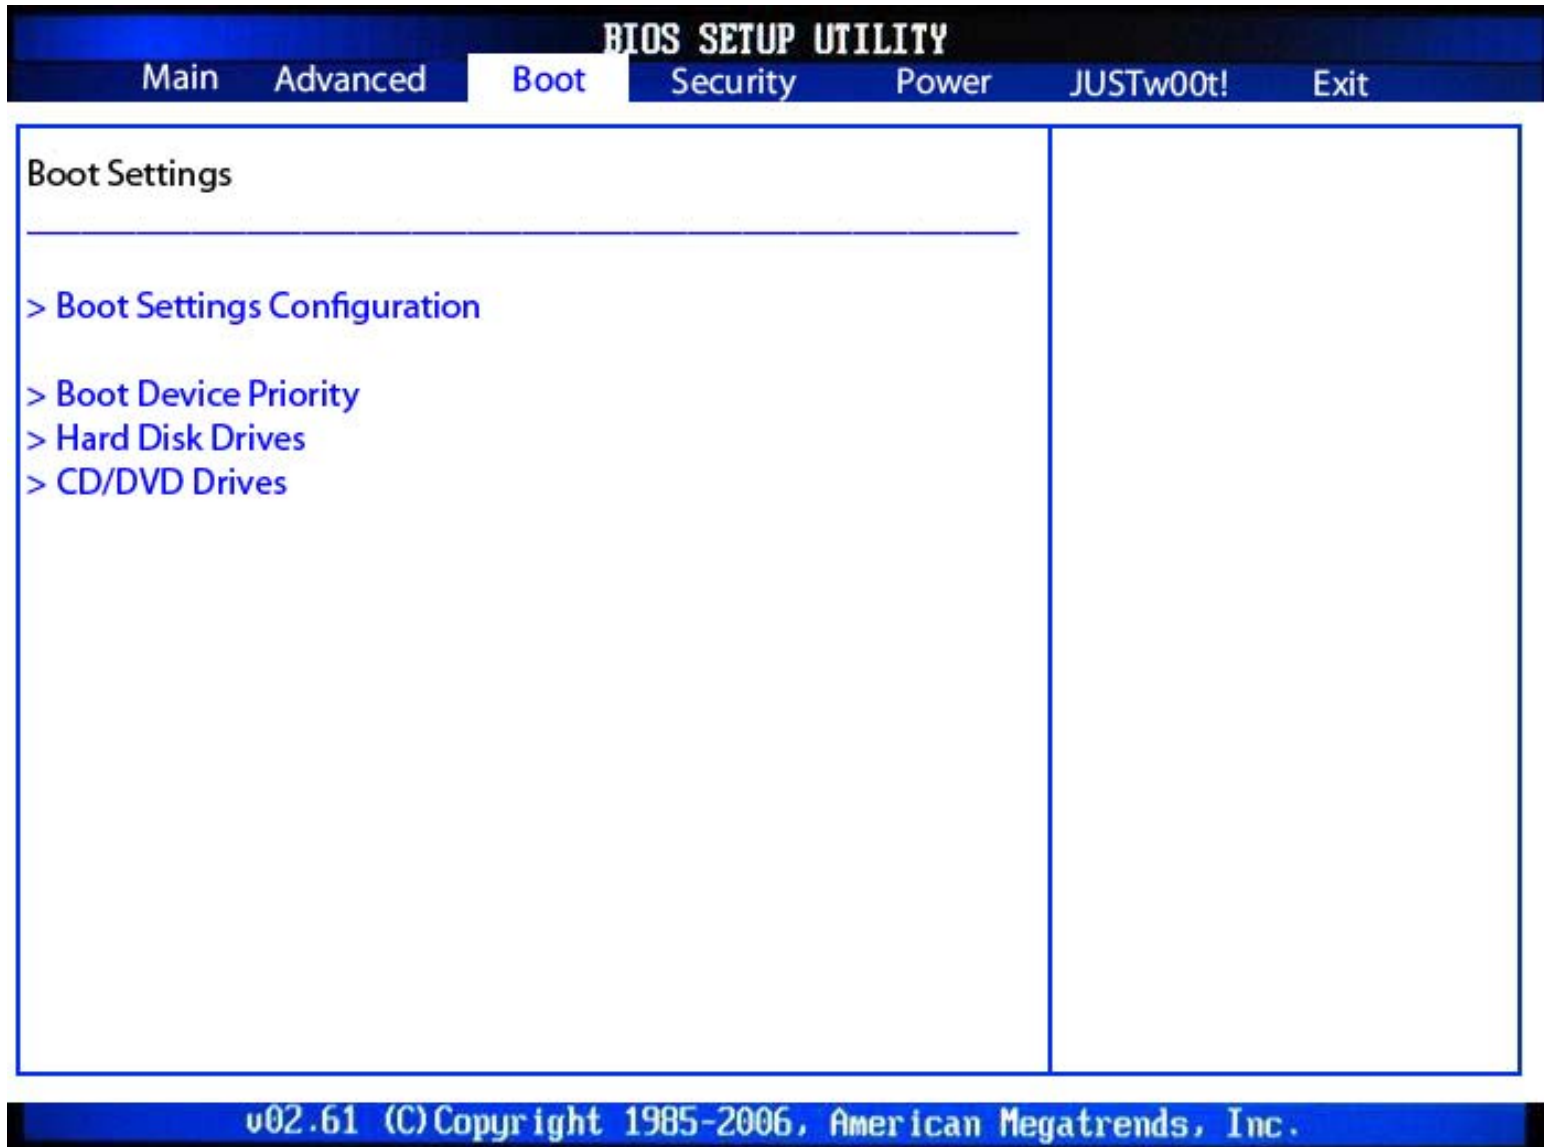 BIOS SETUP UTILITY
Main Advanced Boot Security Power JUSTw00t! Exit
Boot Settings
> Boot Settings Configuration
> Boot Device Priority
> Hard Disk Drives
> CD/DVD Drives
v02.61 (C)Copyright 1985-2006, American Megatrends, Inc.